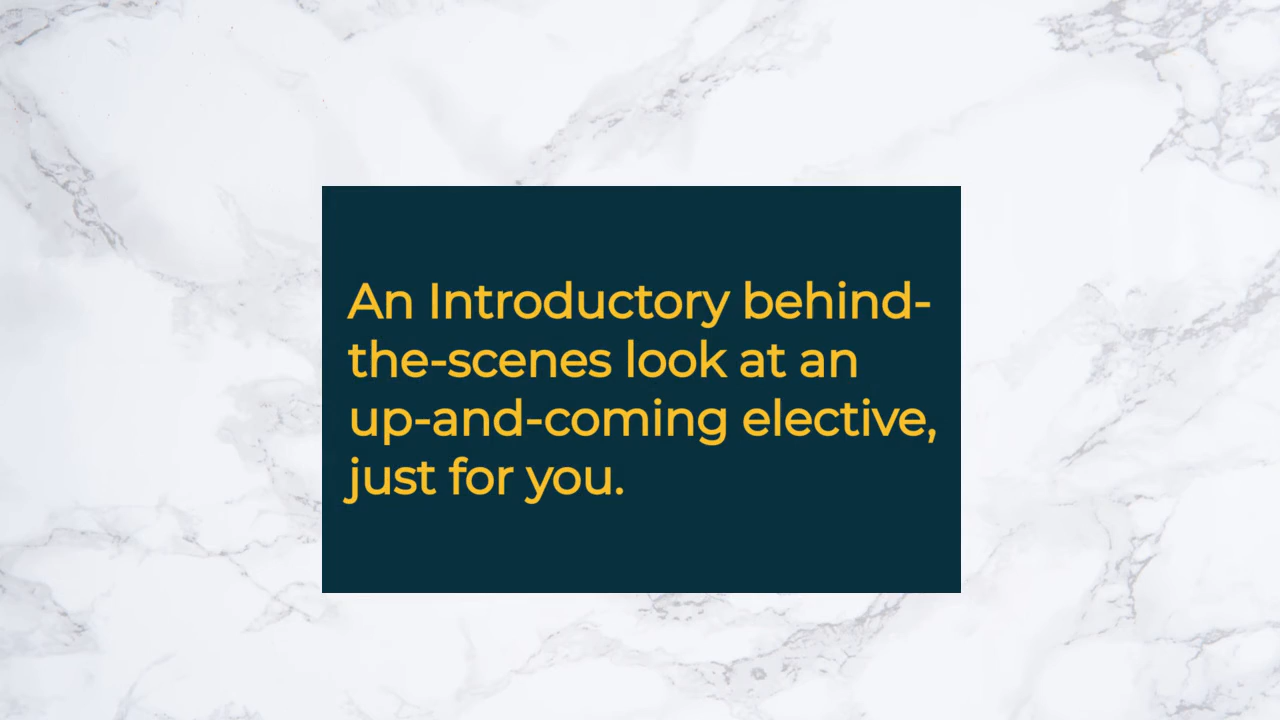 An Introductory behind-
the-scenes look at an
up-and-coming elective,
just for you.